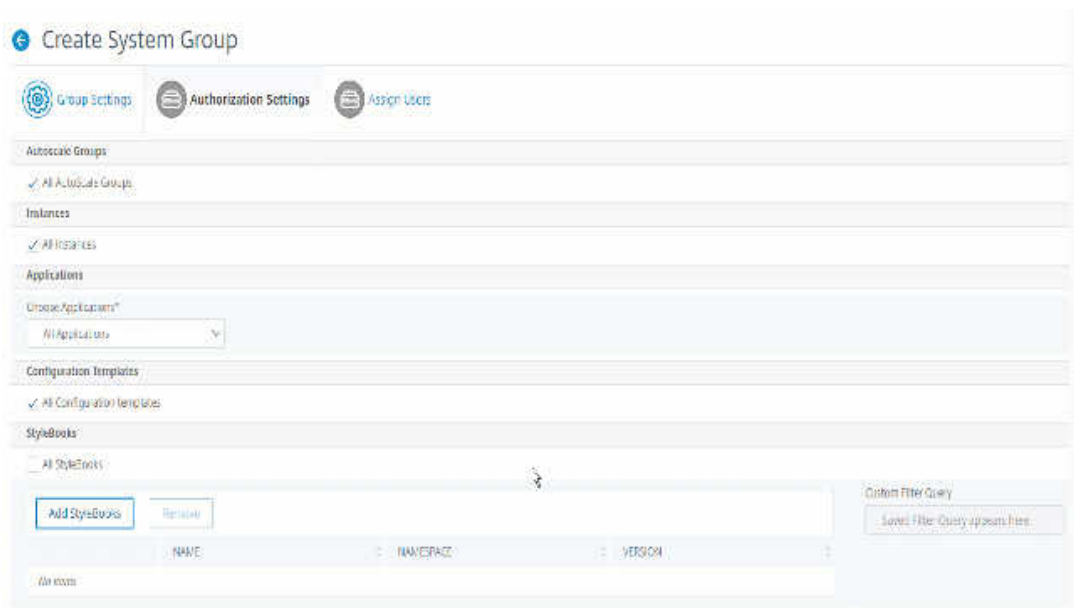 Create System Group
Group Settings
Authorization Settings
Assign Users
Autoscale Groups
All AutoScale Groups
Instances
All Instances
Applications
Choose Applications*
All Applications
Configuration Templates
All Configuration templates
StyleBooks
All StyleBooks
Add StyleBooks
Remove
Custom Filter Query
Saved Filter Query appears here
NAME
NAMESPACE
VERSION
No items